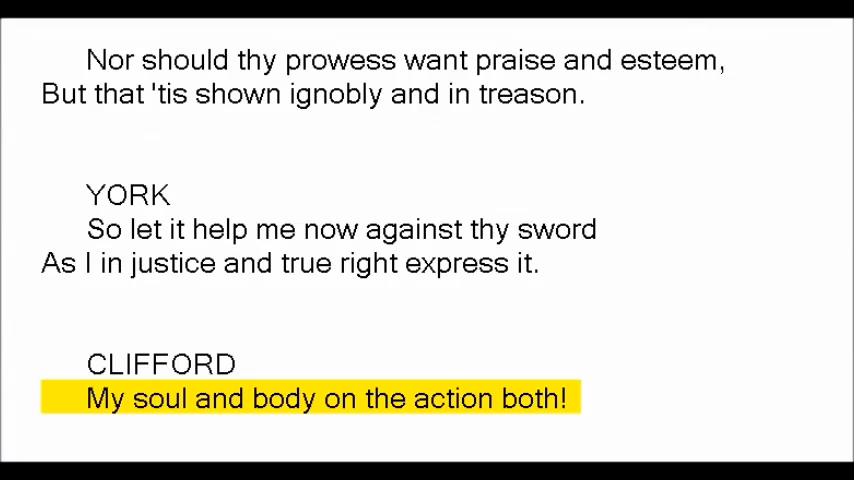 Nor should thy prowess want praise and esteem,
But that 'tis shown ignobly and in treason.
YORK
So let it help me now against thy sword
As I in justice and true right express it.
CLIFFORD
My soul and body on the action both!